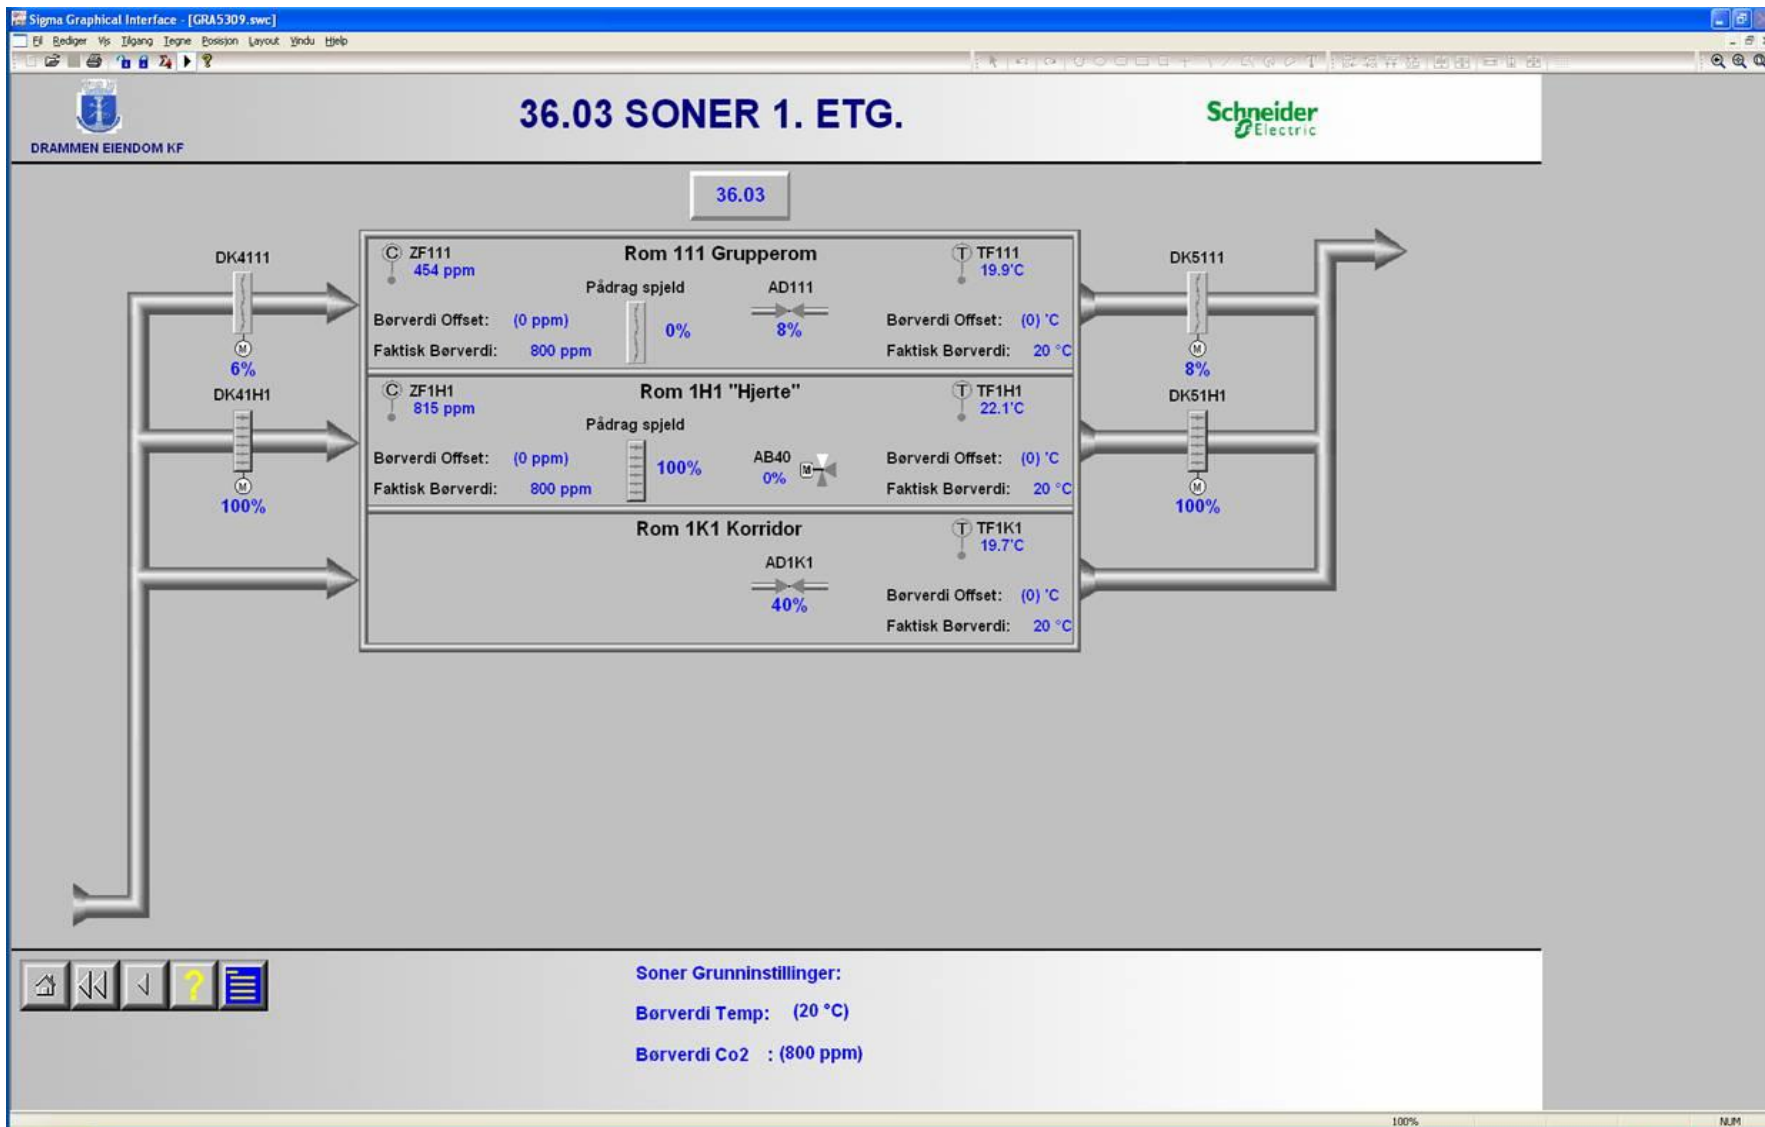 Sigma Graphical Interface - [GRA5309.swc]
Fil Rediger Vis Tilgang Tegne Posisjon Layout Vindu Hjelp
DRAMMEN EIENDOM KF
36.03 SONER 1. ETG.
Schneider
Electric
36.03
DK4111
6%
DK41H1
100%
C ZF111
454 ppm
Rom 111 Grupperom
T TF111
19.9'C
Pådrag spjeld
AD111
Børverdi Offset: (0 ppm)
0%
8%
Børverdi Offset: (0) 'C
Faktisk Børverdi: 800 ppm
Faktisk Børverdi: 20 °C
C ZF1H1
815 ppm
Rom 1H1 "Hjerte"
T TF1H1
22.1'C
Pådrag spjeld
Børverdi Offset: (0 ppm)
100%
AB40
0%
M
Børverdi Offset: (0) 'C
Faktisk Børverdi: 800 ppm
Faktisk Børverdi: 20 °C
Rom 1K1 Korridor
T TF1K1
19.7'C
AD1K1
40%
Børverdi Offset: (0) 'C
Faktisk Børverdi: 20 °C
DK5111
M
8%
DK51H1
M
100%
M
M
Soner Grunninstillinger:
Børverdi Temp: (20 °C)
Børverdi Co2 : (800 ppm)
?
100%
NUM